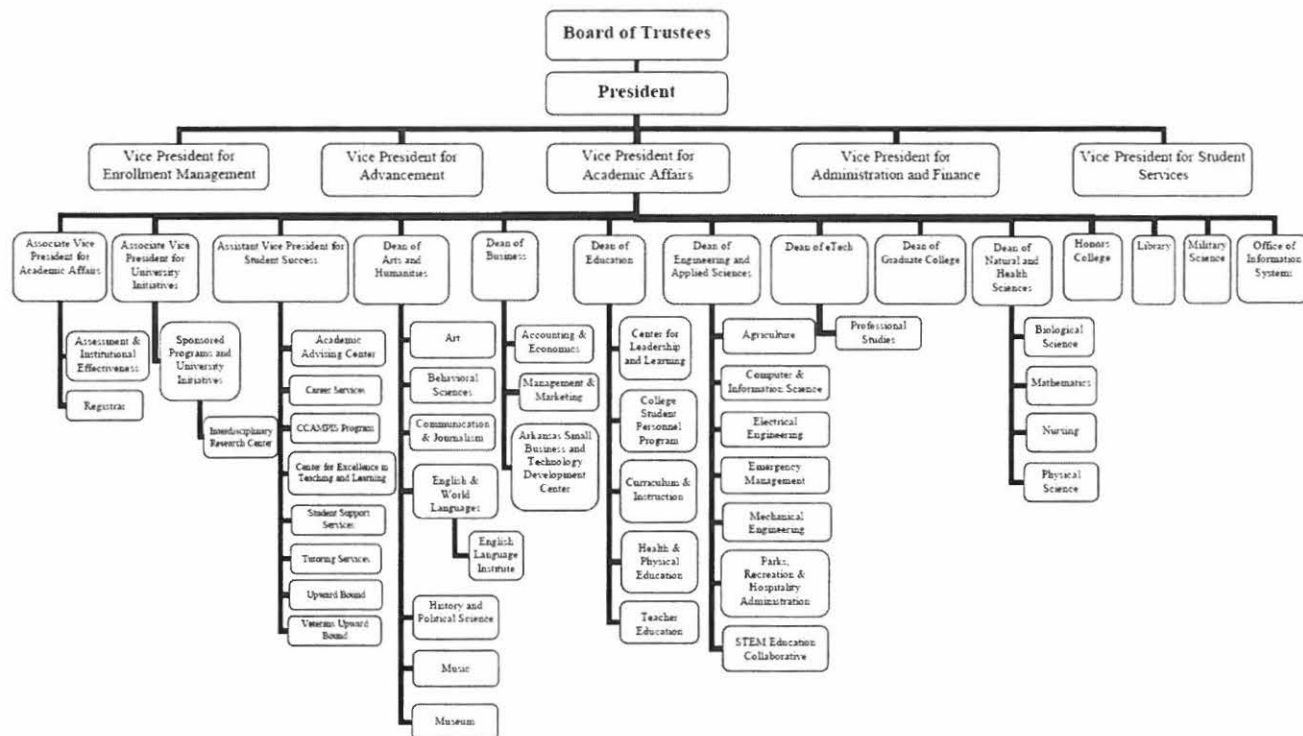 Board of Trustees
President
Vice President for
Enrollment Management
Vice President for
Advancement
Vice President for
Academic Affairs
Vice President for
Administration and Finance
Vice President for Student
Services
Associate Vice
President for
Academic Affairs
Associate Vice
President for
University
Initiatives
Assistant Vice President for
Student Success
Dean of
Arts and
Humanities
Dean of
Business
Dean of
Education
Dean of
Engineering and
Applied Sciences
Dean of eTech
Dean of
Graduate College
Dean of
Natural and
Health
Sciences
Honors
College
Library
Military
Science
Office of
Information
Systems
Assessment &
Institutional
Effectiveness
Registrar
Sponsored
Programs and
University
Initiatives
Interdisciplinary
Research Center
Academic
Advising Center
Career Services
CCAMPIS Program
Center for Excellence in
Teaching and Learning
Student Support
Services
Tutoring Services
Upward Bound
Veterans Upward
Bound
Art
Behavioral
Sciences
Communication
& Journalism
English &
World
Languages
English
Language
Institute
History and
Political Science
Music
Museum
Accounting &
Economics
Management &
Marketing
Arkansas Small
Business and
Technology
Development
Center
Center for
Leadership
and Learning
College
Student
Personnel
Program
Curriculum &
Instruction
Health &
Physical
Education
Teacher
Education
Agriculture
Computer &
Information Science
Electrical
Engineering
Emergency
Management
Mechanical
Engineering
Parks,
Recreation &
Hospitality
Administration
STEM Education
Collaborative
Professional
Studies
Biological
Science
Mathematics
Nursing
Physical
Science